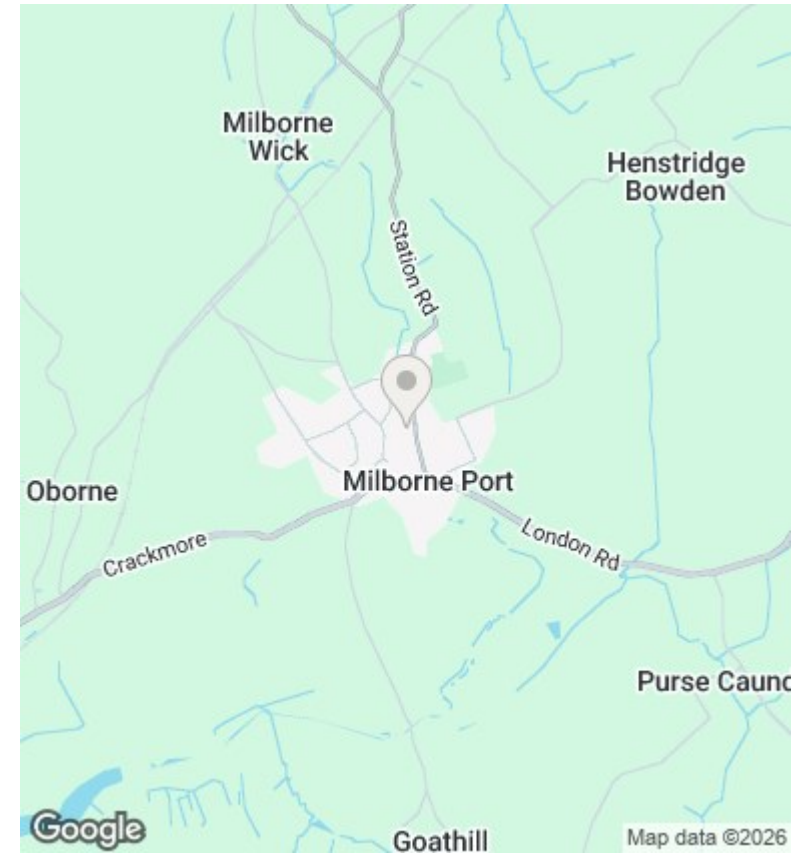 Milborne
Wick
Henstridge
Bowden
Station Rd
Milborne Port
Oborne
Crackmore
London Rd
Purse Caund
Goathill
Google
Map data ©2026